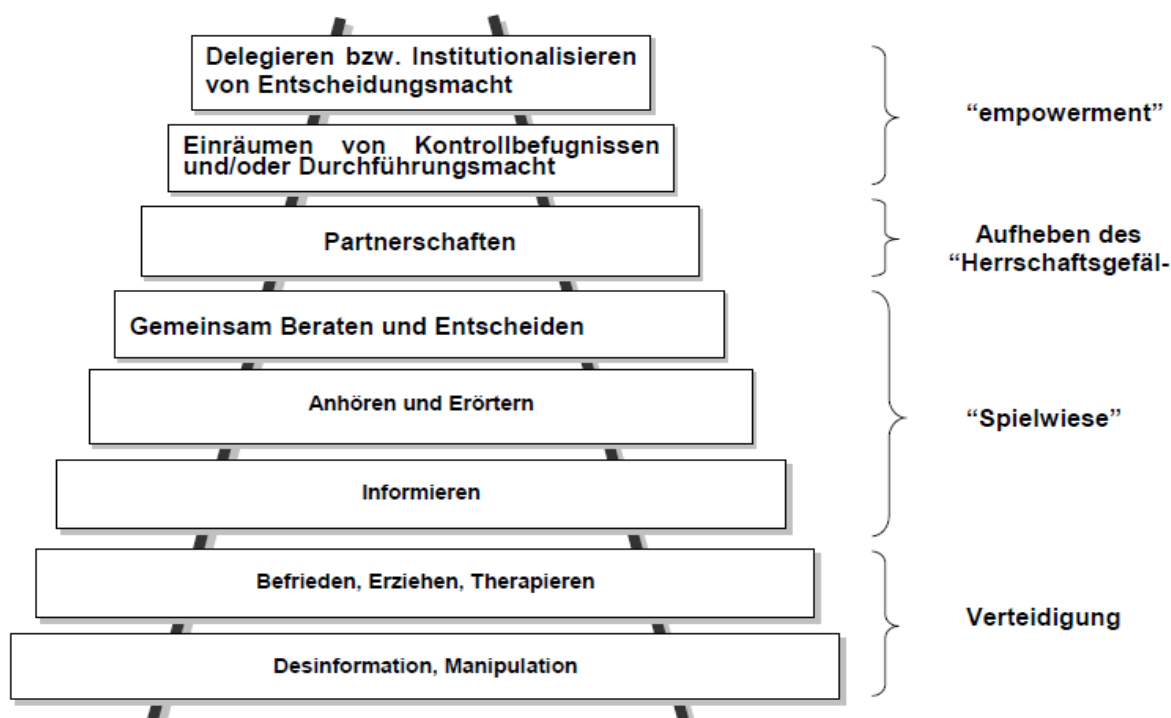 Delegieren bzw. Institutionalisieren
von Entscheidungsmacht
“empowerment”
Einräumen von Kontrollbefugnissen
und/oder Durchführungsmacht
Partnerschaften
Aufheben des
“Herrschaftsgefäl-
Gemeinsam Beraten und Entscheiden
Anhören und Erörtern
“Spielwiese”
Informieren
Befrieden, Erziehen, Therapieren
Verteidigung
Desinformation, Manipulation